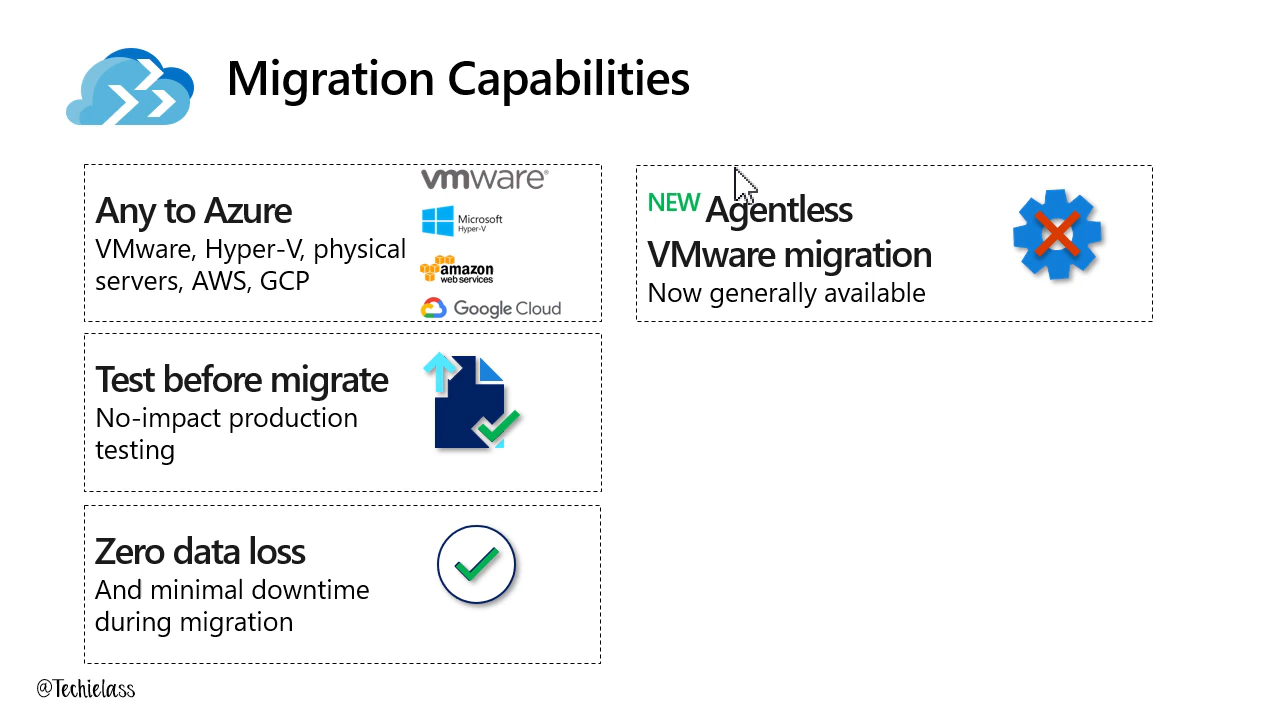 Migration Capabilities
Any to Azure
VMware, Hyper-V, physical
servers, AWS, GCP
vmware®
Microsoft
Hyper-V
amazon
web services
Google Cloud
NEW Agentless
VMware migration
Now generally available
Test before migrate
No-impact production
testing
Zero data loss
And minimal downtime
during migration
@Techielass